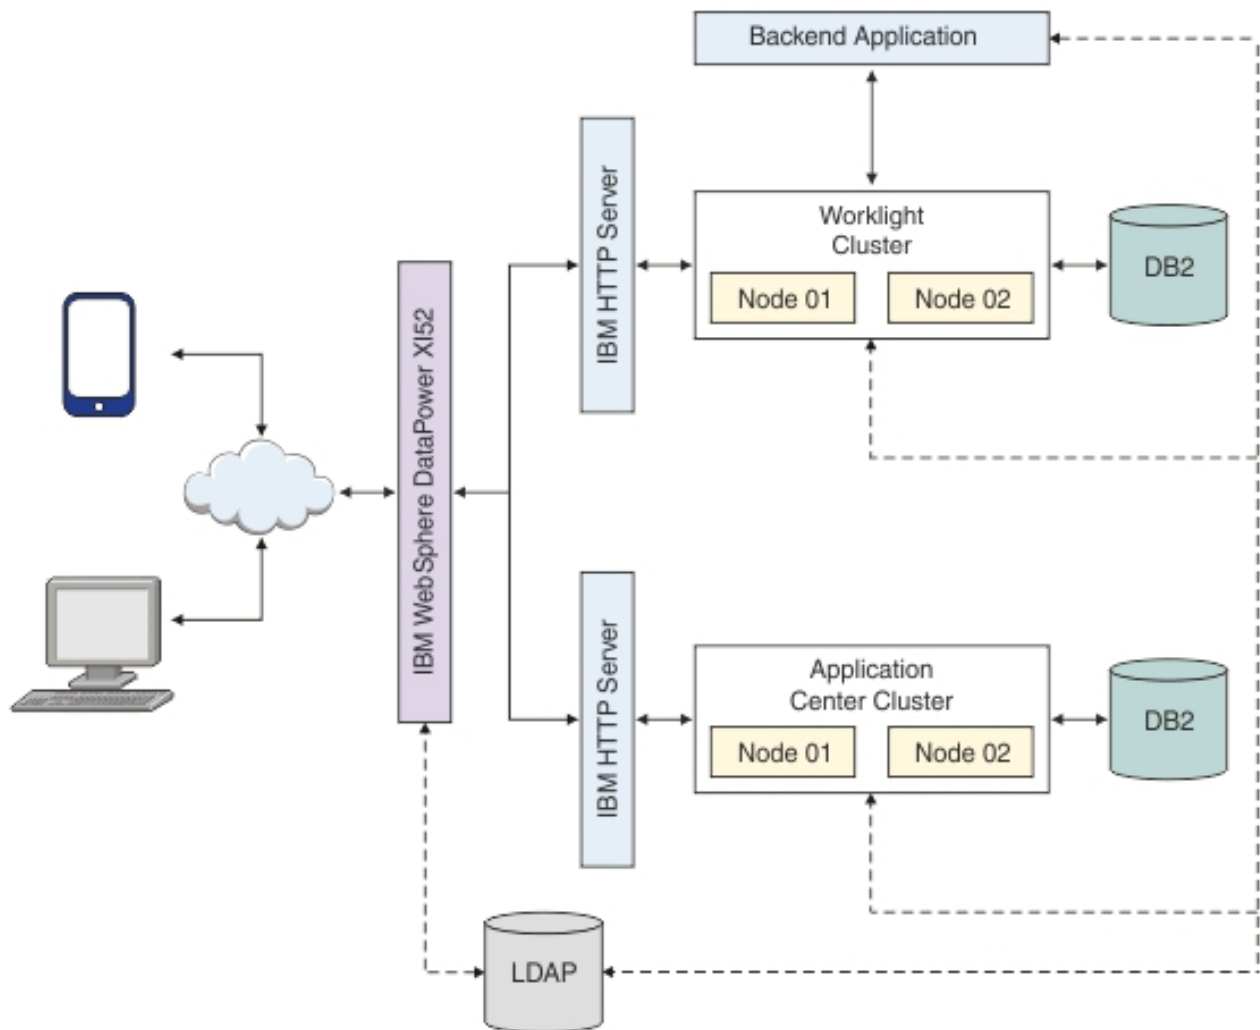 Backend Application
IBM HTTP Server
Worklight
Cluster
Node 01
Node 02
DB2
IBM WebSphere DataPower XI52
IBM HTTP Server
Application
Center Cluster
Node 01
Node 02
DB2
LDAP